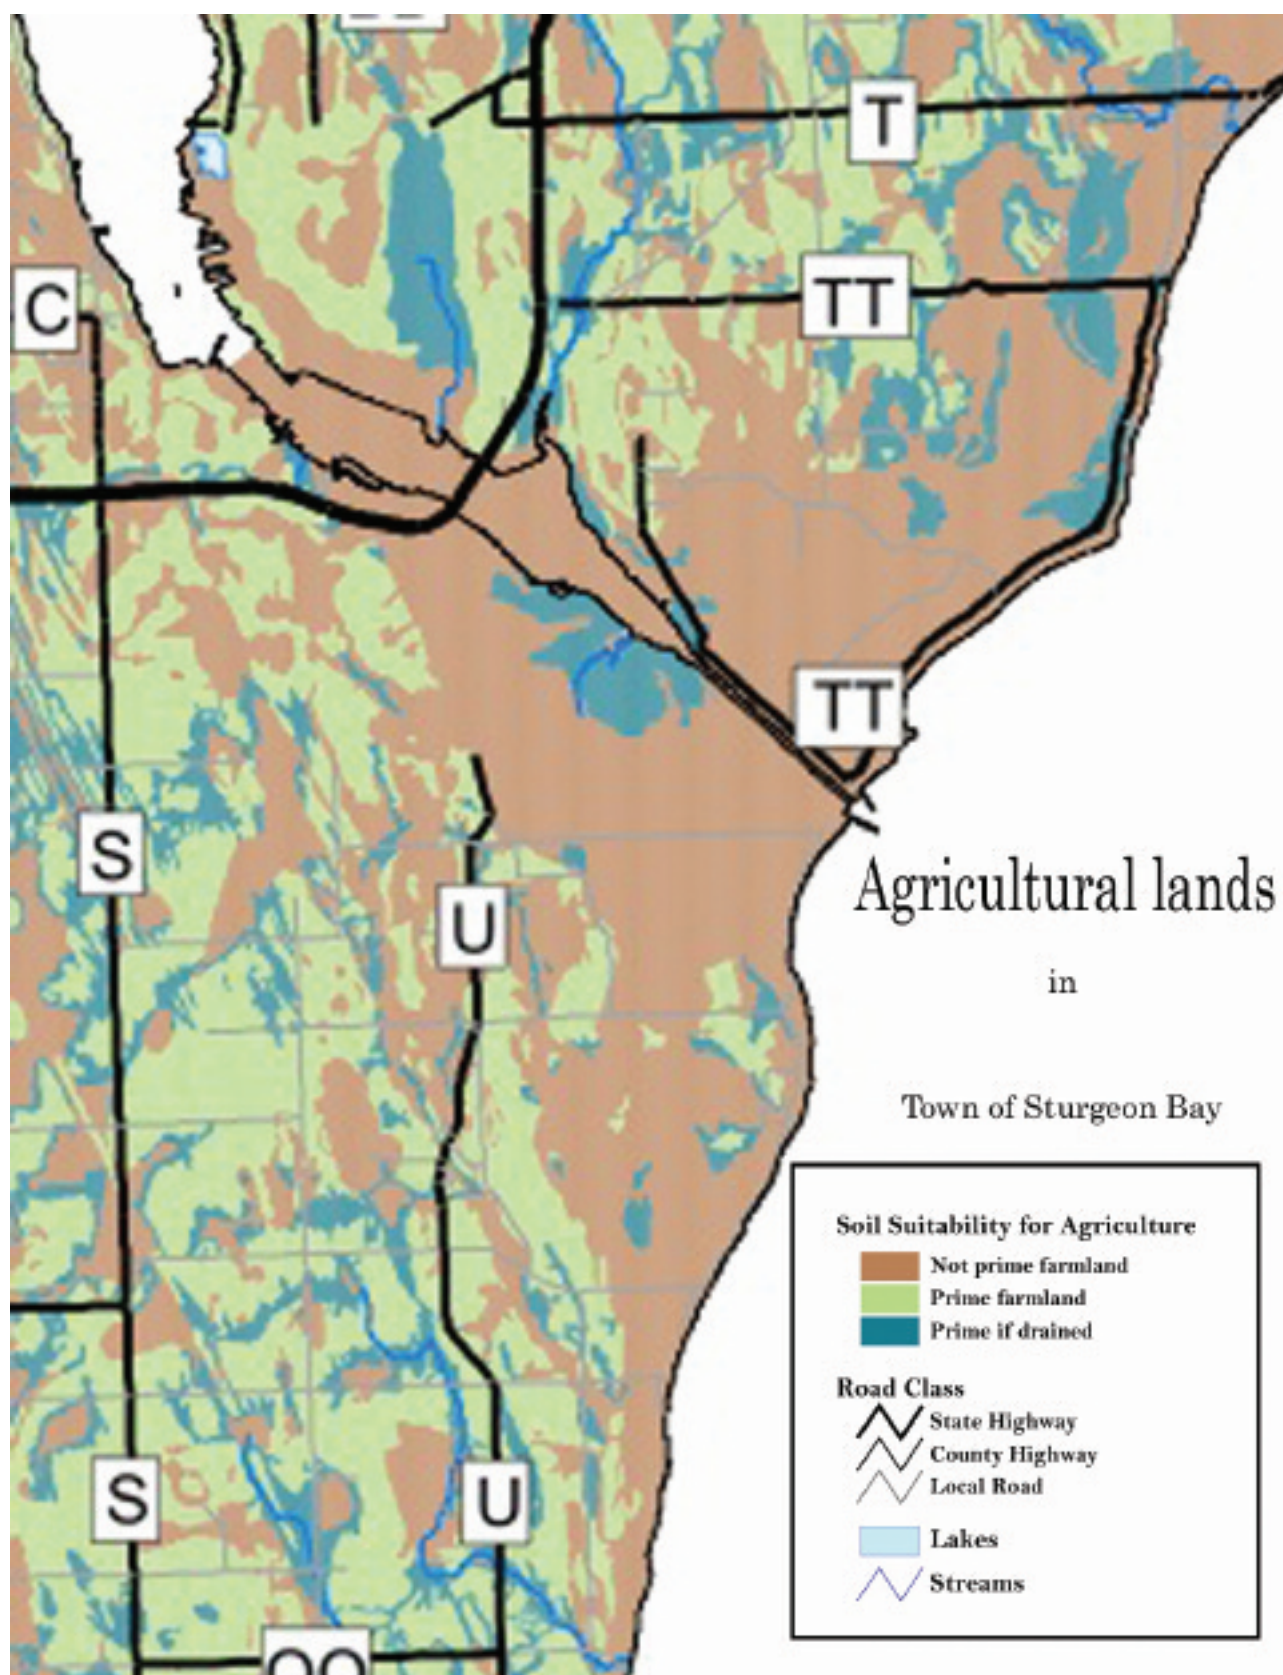 T
C
TT
TT
S
U
Agricultural lands
in
Town of Sturgeon Bay
Soil Suitability for Agriculture
Not prime farmland
Prime farmland
Prime if drained
Road Class
State Highway
County Highway
Local Road
Lakes
Streams
S
U